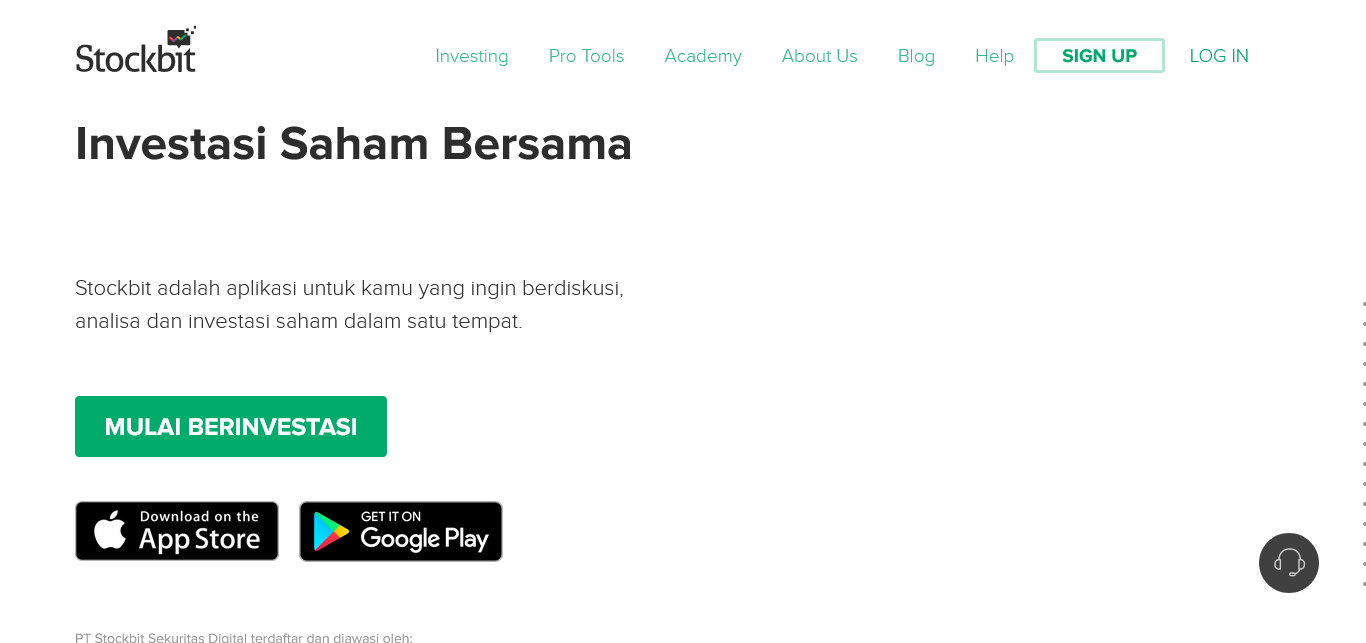 Stockbit
Investing
Pro Tools
Academy
About Us
Blog
Help
SIGN UP
LOG IN
Investasi Saham Bersama
Stockbit adalah aplikasi untuk kamu yang ingin berdiskusi,
analisa dan investasi saham dalam satu tempat.
MULAI BERINVESTASI
Download on the
App Store
GET IT ON
Google Play
PT Stockbit Sekuritas Digital terdaftar dan diawasi oleh: